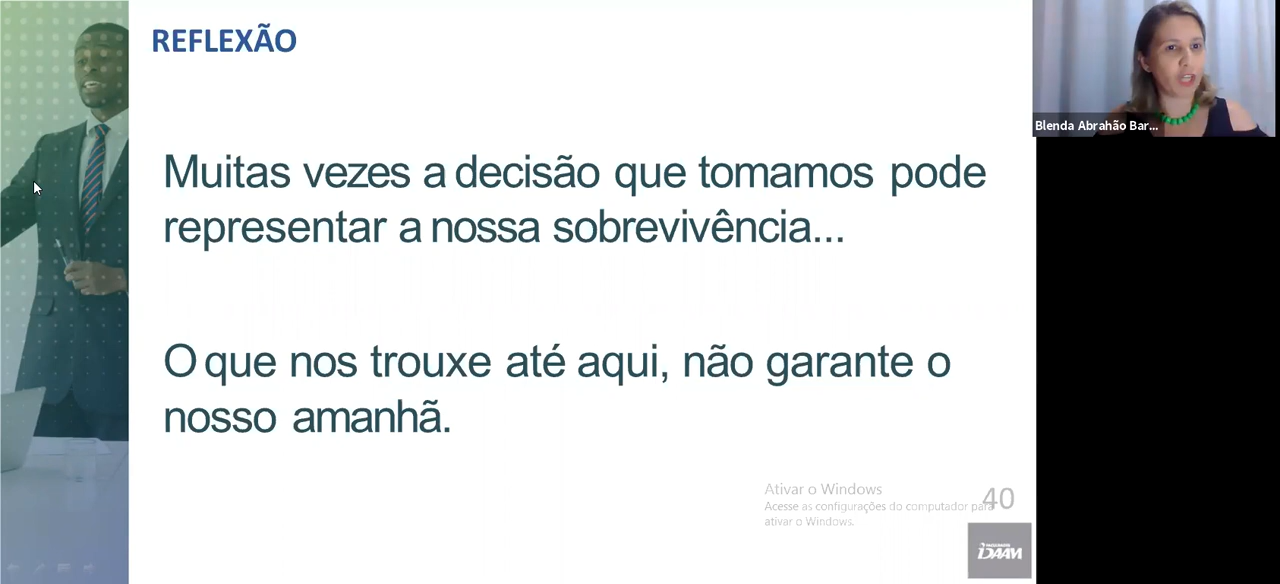 REFLEXÃO
Blenda Abrahão Bar...
Muitas vezes a decisão que tomamos pode
representar a nossa sobrevivência...
O que nos trouxe até aqui, não garante o
nosso amanhã.
Ativar o Windows
Acesse as configurações do computador para
ativar o Windows.
40
IDAAM